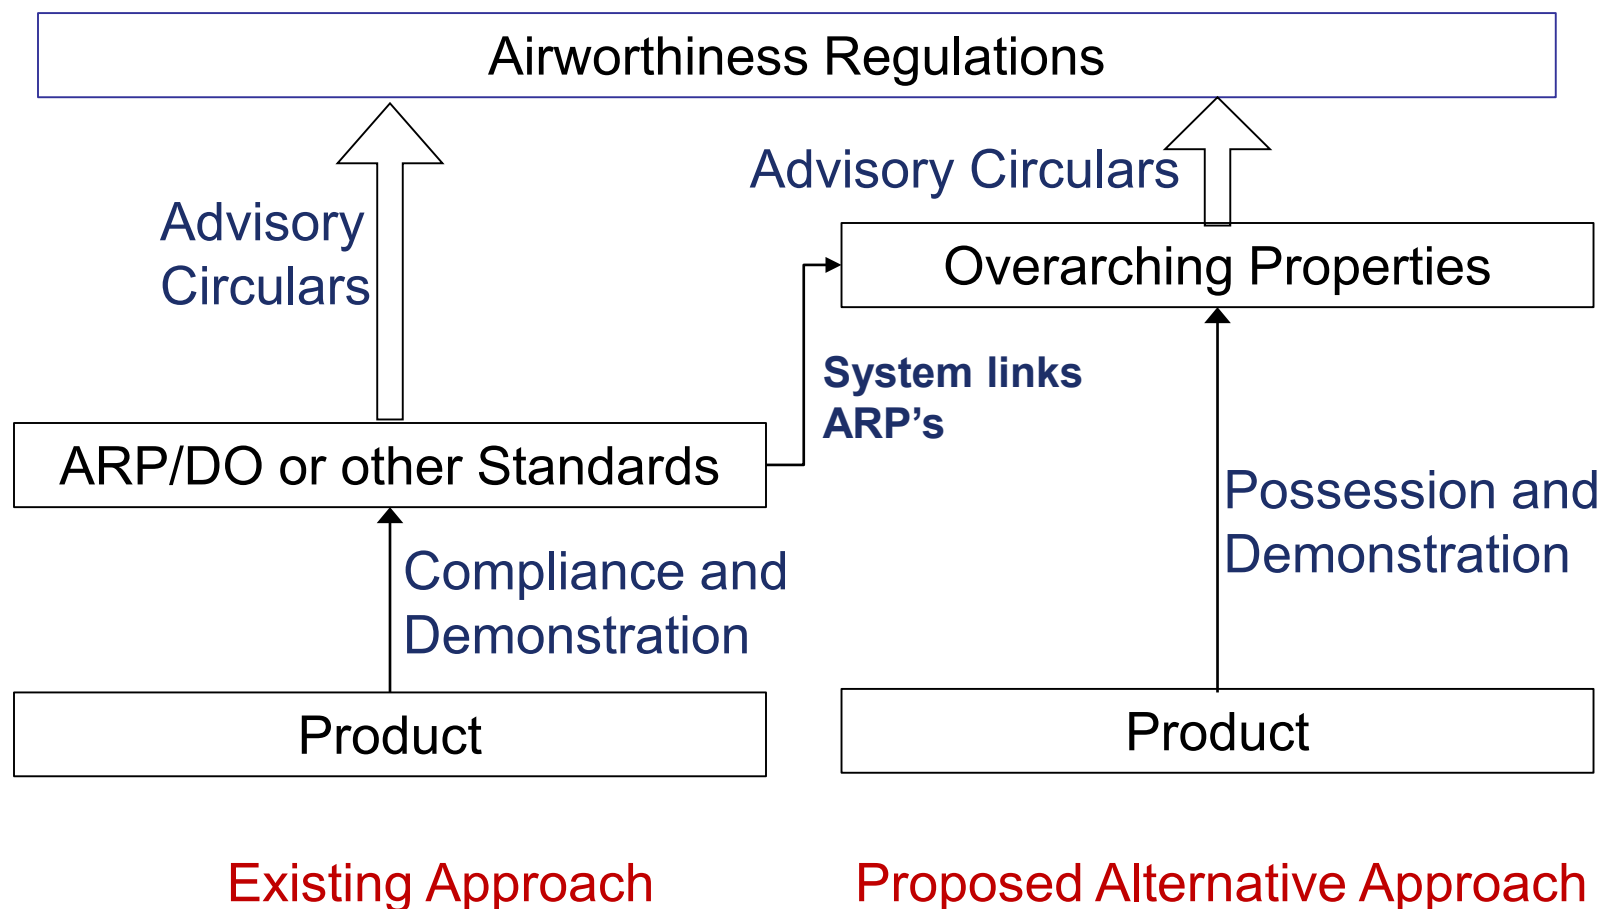 Airworthiness Regulations
Advisory
Circulars
Advisory Circulars
Overarching Properties
System links
ARP’s
ARP/DO or other Standards
Compliance and
Demonstration
Possession and
Demonstration
Product
Product
Existing Approach
Proposed Alternative Approach